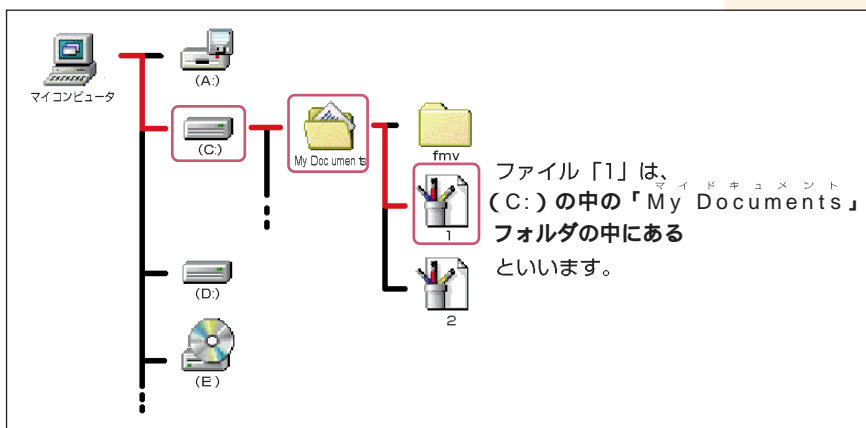 マイコンピュータ
(A:)
(C:)
My Documents
fmv
1
2
(D:)
(E)
ファイル「1」は、
マイドキュメント
(C:)の中の「My Documents」
フォルダの中にある
といいます。